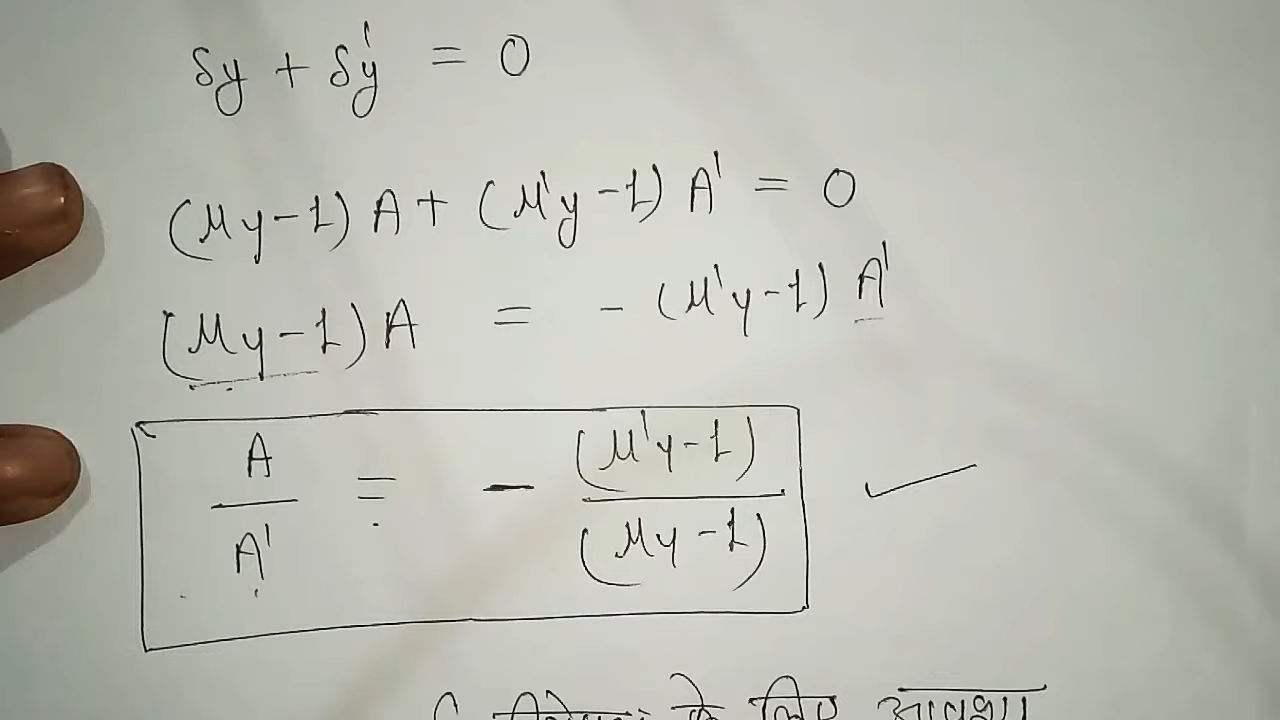 δy + δy' = 0
(μy-1) A + (μ'y-1) A' = 0
(μy-1) A = - (μ'y-1) A'
A/A' = - (μ'y-1)/(μy-1)
के लिए